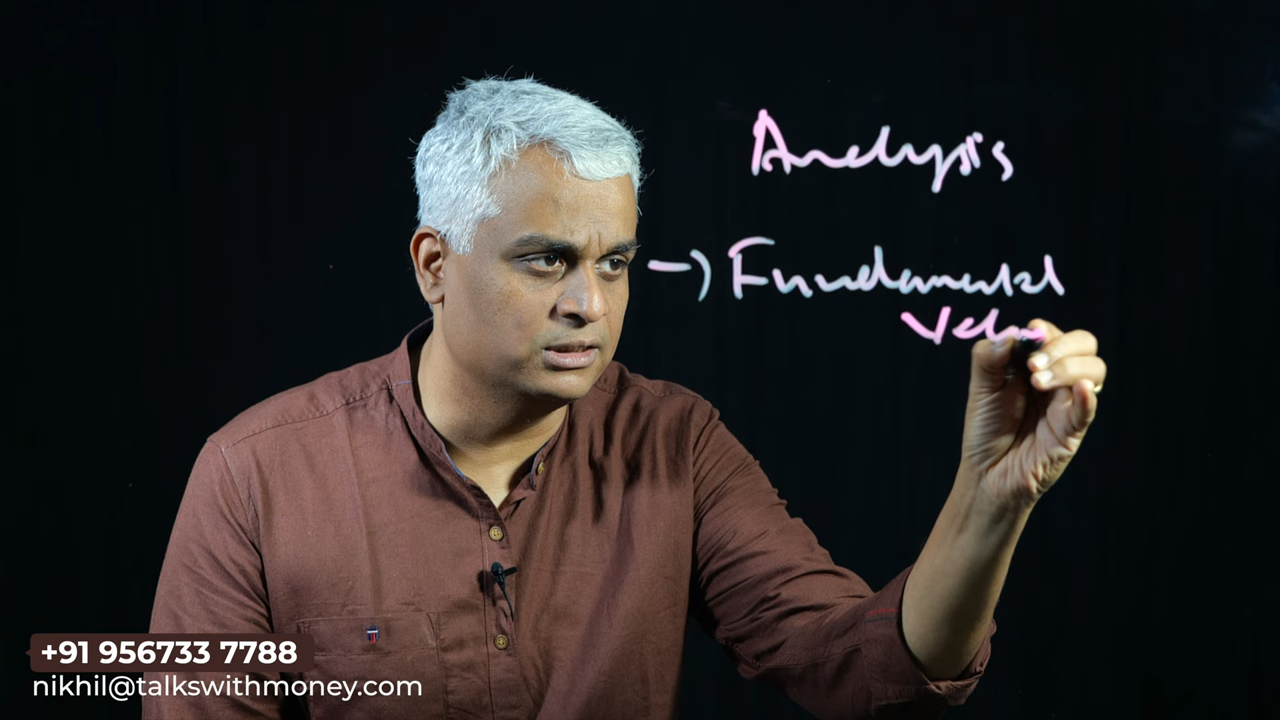 Analysis
→ Fundamental
+91 956733 7788
nikhil@talkswithmoney.com